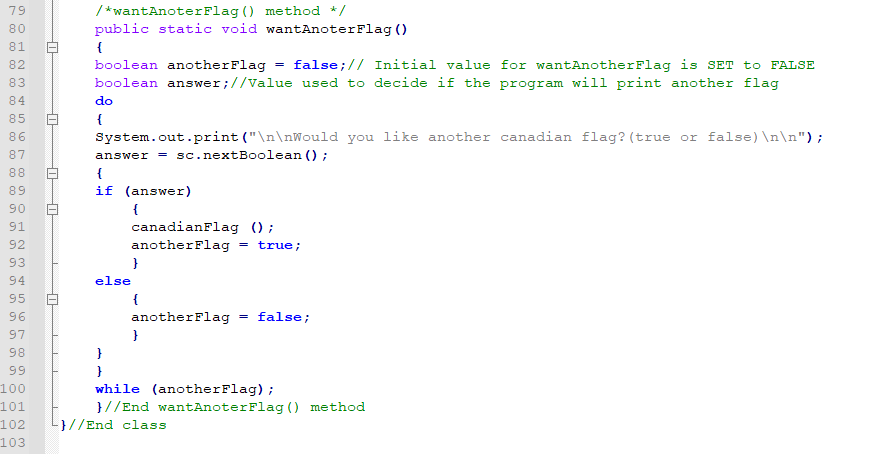 79 /*wantAnoterFlag() method */
80 public static void wantAnoterFlag()
81 {
82 boolean anotherFlag = false;// Initial value for wantAnotherFlag is SET to FALSE
83 boolean answer;//Value used to decide if the program will print another flag
84 do
85 {
86 System.out.print("\n\nWould you like another canadian flag?(true or false)\n\n");
87 answer = sc.nextBoolean();
88 {
89 if (answer)
90 {
91 canadianFlag ();
92 anotherFlag = true;
93 }
94 else
95 {
96 anotherFlag = false;
97 }
98 }
99 }
100 while (anotherFlag);
101 }//End wantAnoterFlag() method
102 }//End class
103